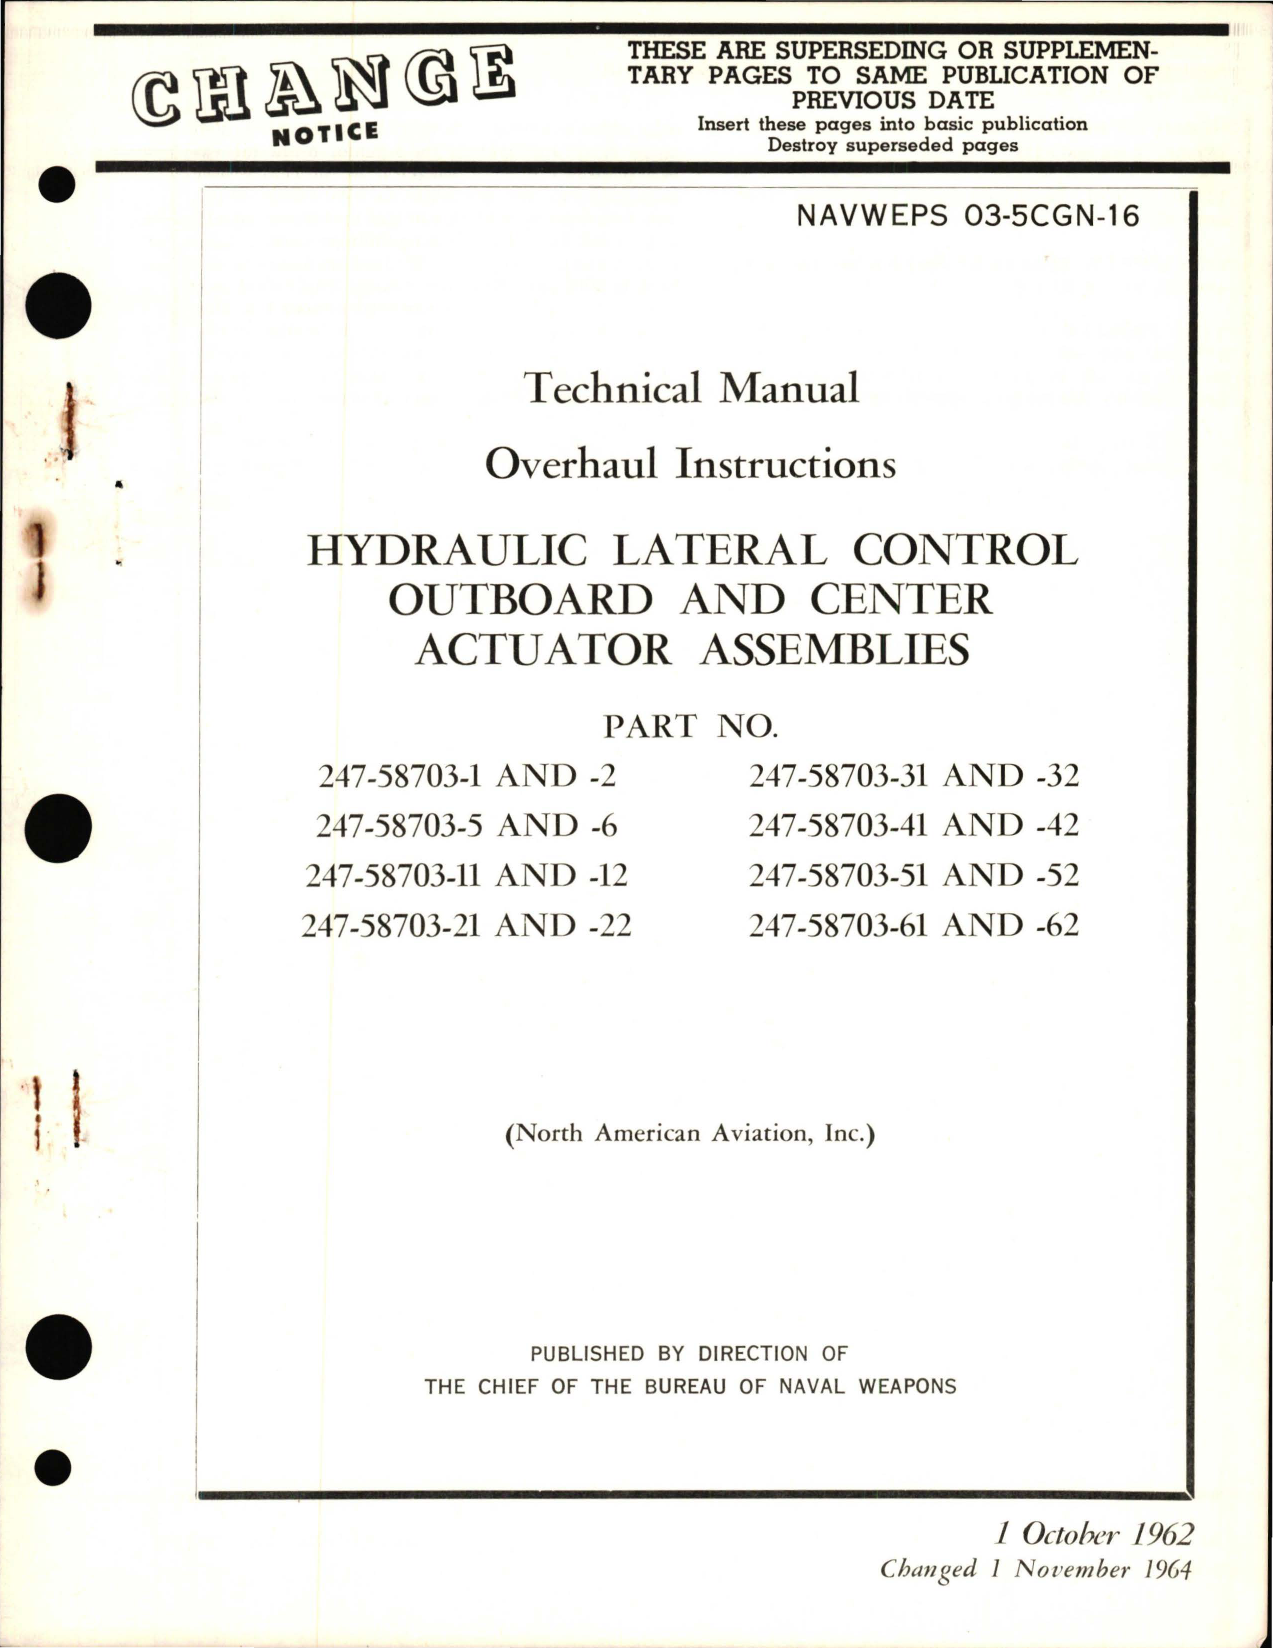 CHANGE
NOTICE
THESE ARE SUPERSEDING OR SUPPLEMEN-
TARY PAGES TO SAME PUBLICATION OF
PREVIOUS DATE
Insert these pages into basic publication
Destroy superseded pages
NAVWEPS 03-5CGN-16
Technical Manual
Overhaul Instructions
HYDRAULIC LATERAL CONTROL
OUTBOARD AND CENTER
ACTUATOR ASSEMBLIES
PART NO.
247-58703-1 AND -2 247-58703-31 AND -32
247-58703-5 AND -6 247-58703-41 AND -42
247-58703-11 AND -12 247-58703-51 AND -52
247-58703-21 AND -22 247-58703-61 AND -62
(North American Aviation, Inc.)
PUBLISHED BY DIRECTION OF
THE CHIEF OF THE BUREAU OF NAVAL WEAPONS
1 October 1962
Changed 1 November 1964